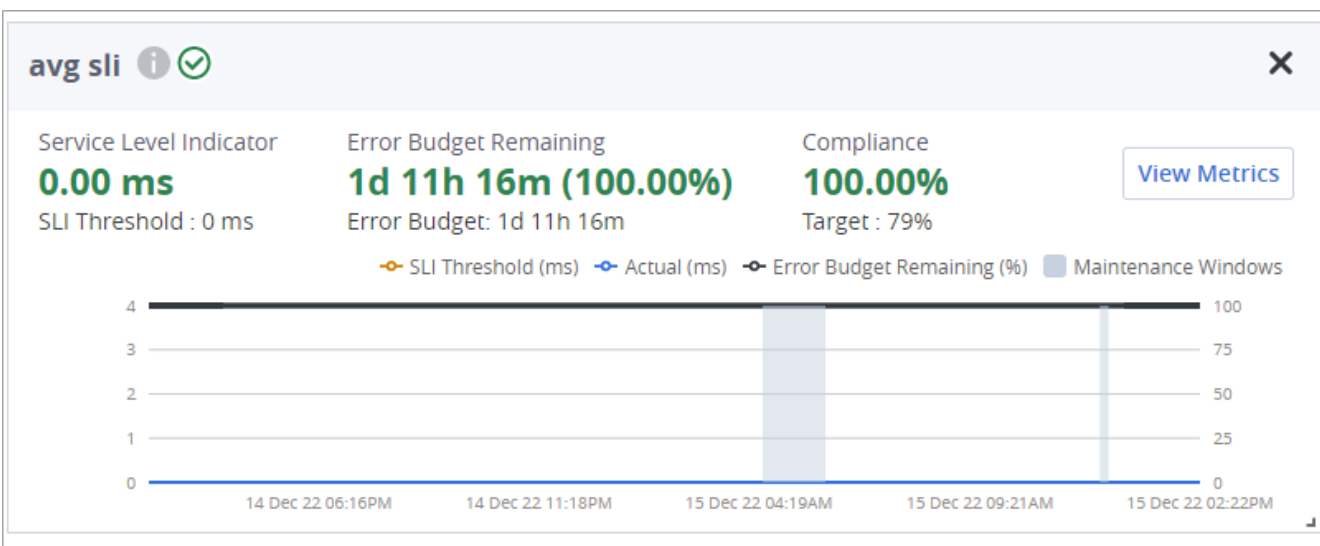 avg sli
Service Level Indicator
0.00 ms
SLI Threshold : 0 ms
Error Budget Remaining
1d 11h 16m (100.00%)
Error Budget: 1d 11h 16m
Compliance
100.00%
Target : 79%
View Metrics
SLI Threshold (ms) Actual (ms) Error Budget Remaining (%) Maintenance Windows
4 100
3 75
2 50
1 25
0 0
14 Dec 22 06:16PM 14 Dec 22 11:18PM 15 Dec 22 04:19AM 15 Dec 22 09:21AM 15 Dec 22 02:22PM